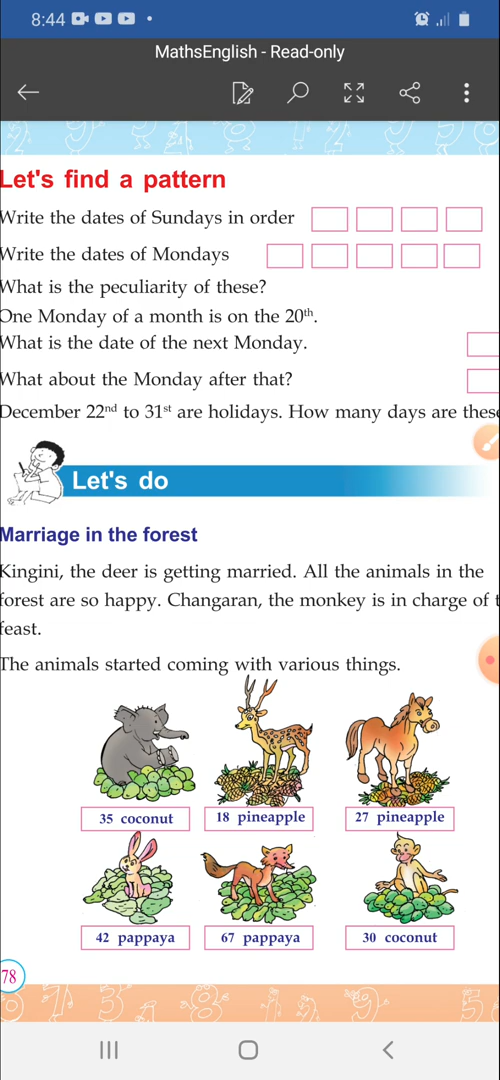 8:44
MathsEnglish - Read-only
Let's find a pattern
Write the dates of Sundays in order
Write the dates of Mondays
What is the peculiarity of these?
One Monday of a month is on the 20th.
What is the date of the next Monday.
What about the Monday after that?
December 22nd to 31st are holidays. How many days are these
Let's do
Marriage in the forest
Kingini, the deer is getting married. All the animals in the
forest are so happy. Changaran, the monkey is in charge of t
feast.
The animals started coming with various things.
35 coconut
18 pineapple
27 pineapple
42 pappaya
67 pappaya
30 coconut
78